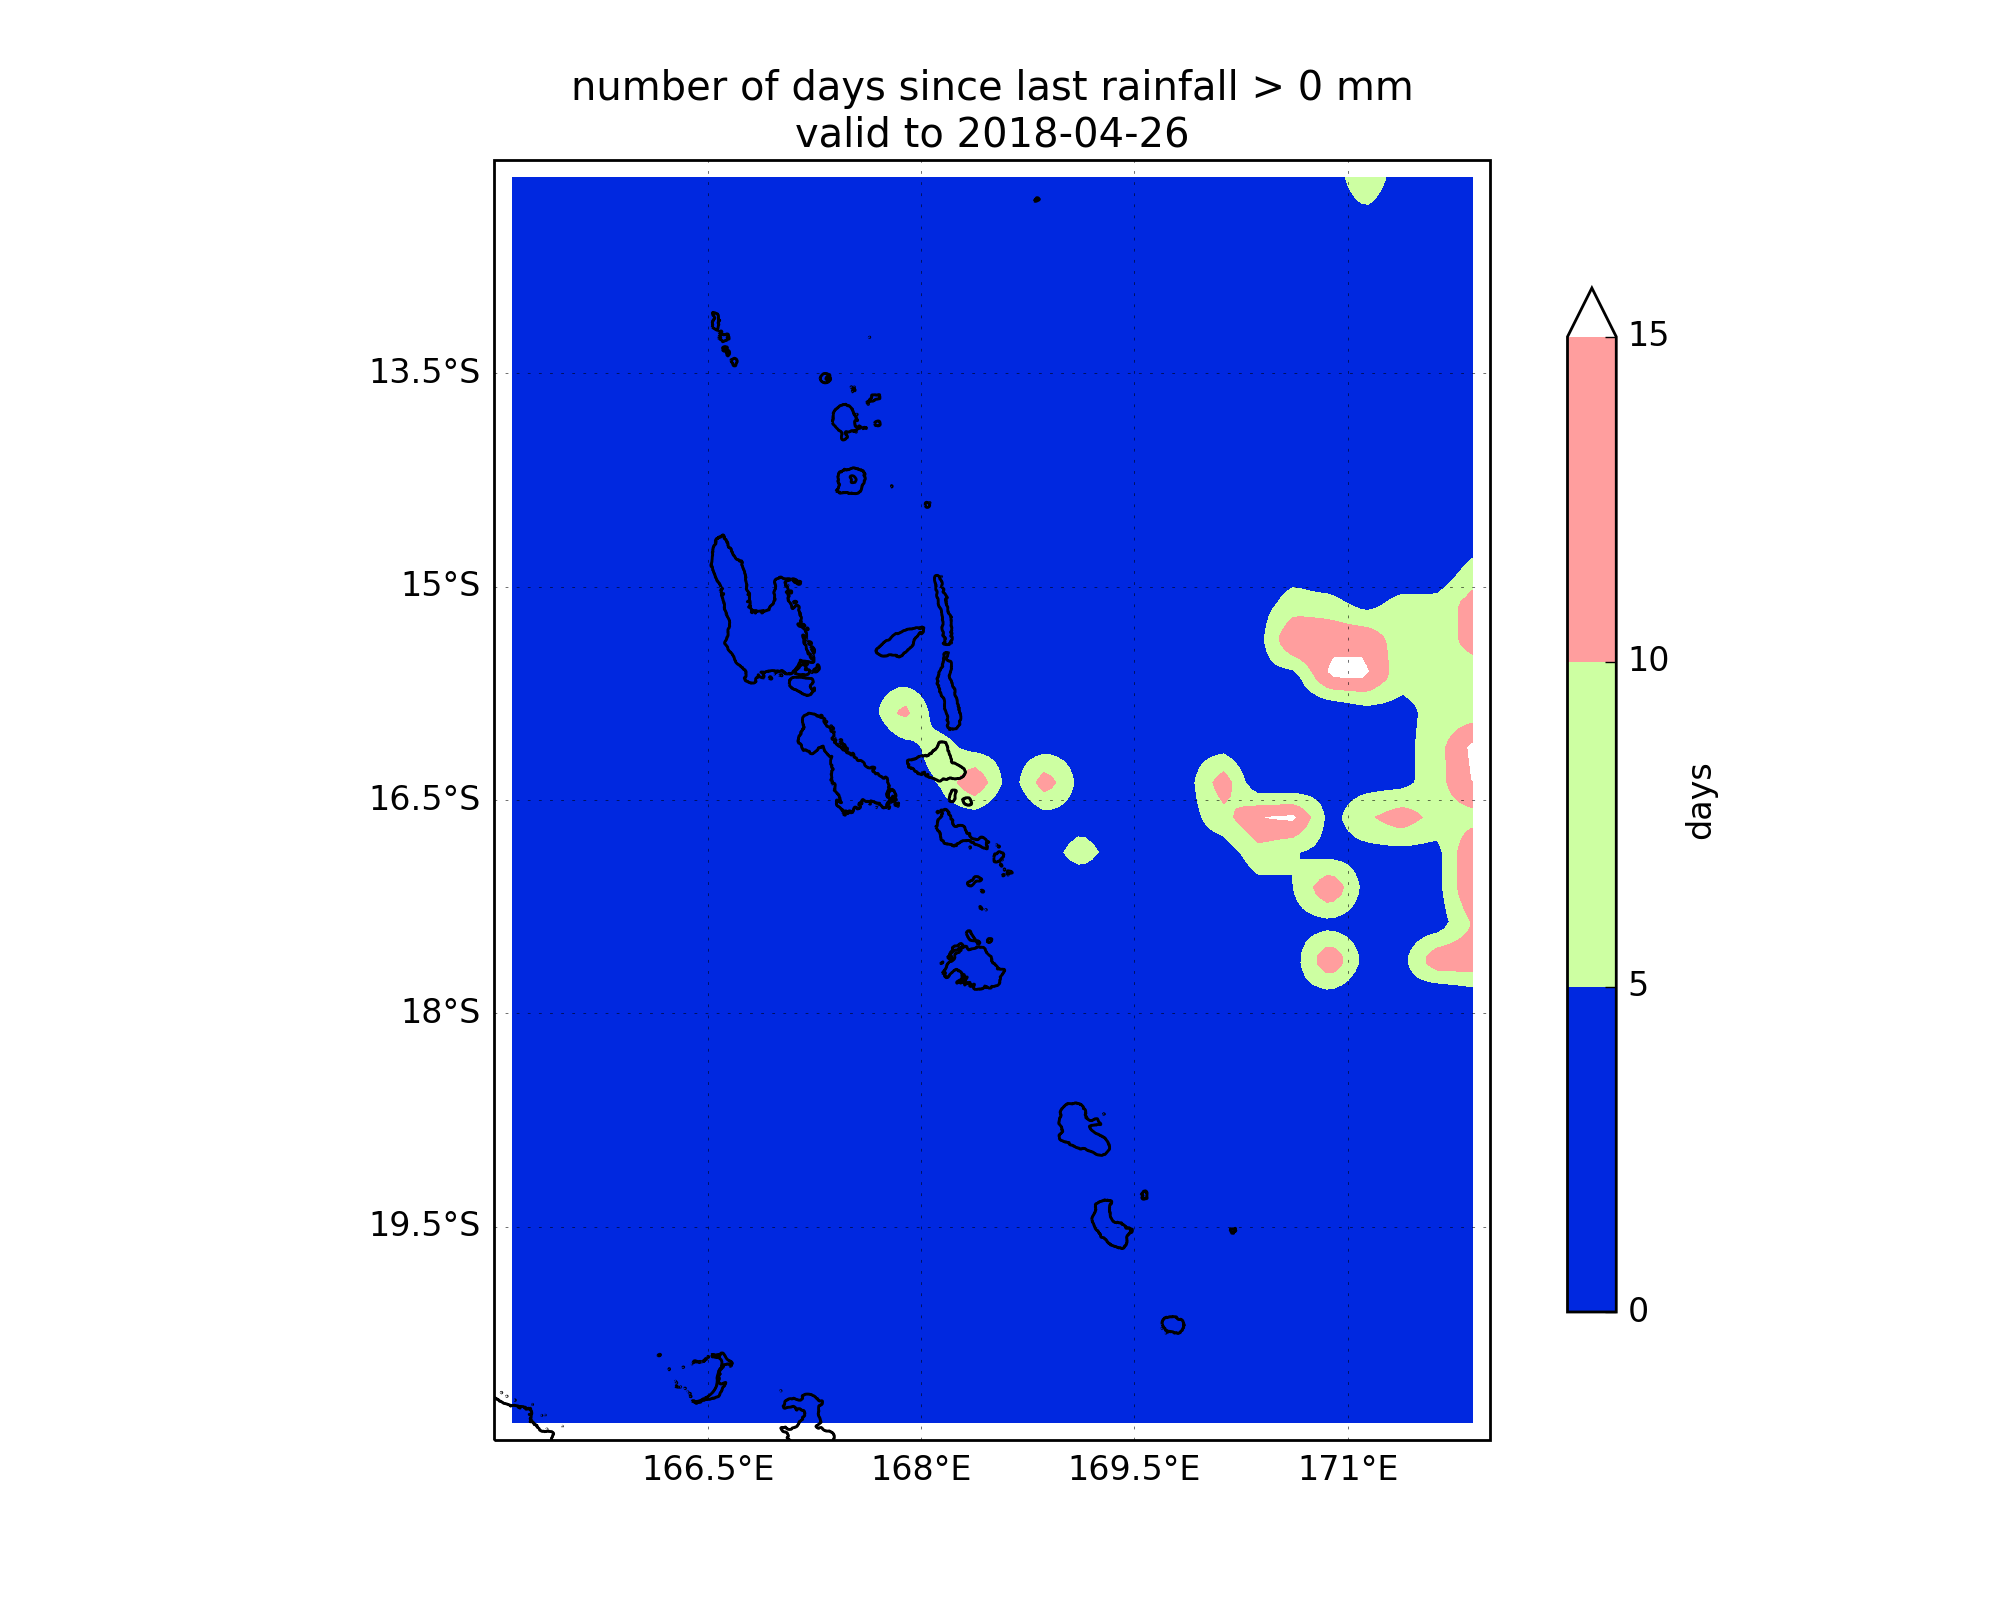 number of days since last rainfall > 0 mm
valid to 2018-04-26
13.5°S
15°S
16.5°S
18°S
19.5°S
166.5°E
168°E
169.5°E
171°E
15
10
5
0
days